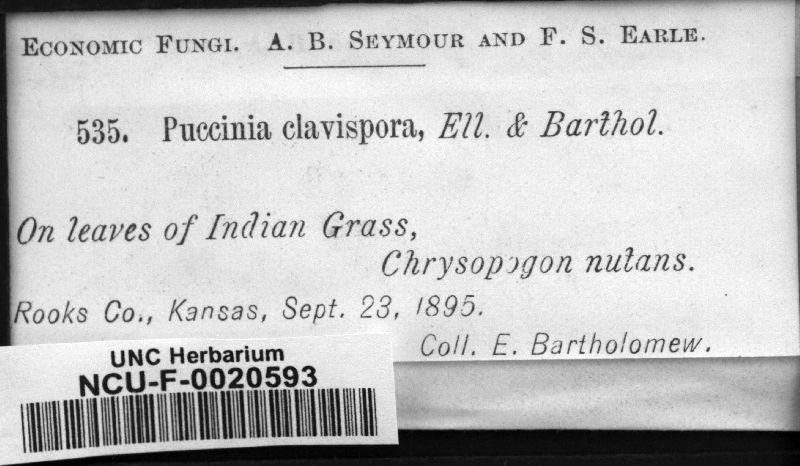 Economic Fungi. A. B. Seymour and F. S. Earle.
535. Puccinia clavispora, Ell. & Barthol.
On leaves of Indian Grass,
Chrysopogon nutans.
Rooks Co., Kansas, Sept. 23, 1895.
Coll. E. Bartholomew.
UNC Herbarium
NCU-F-0020593